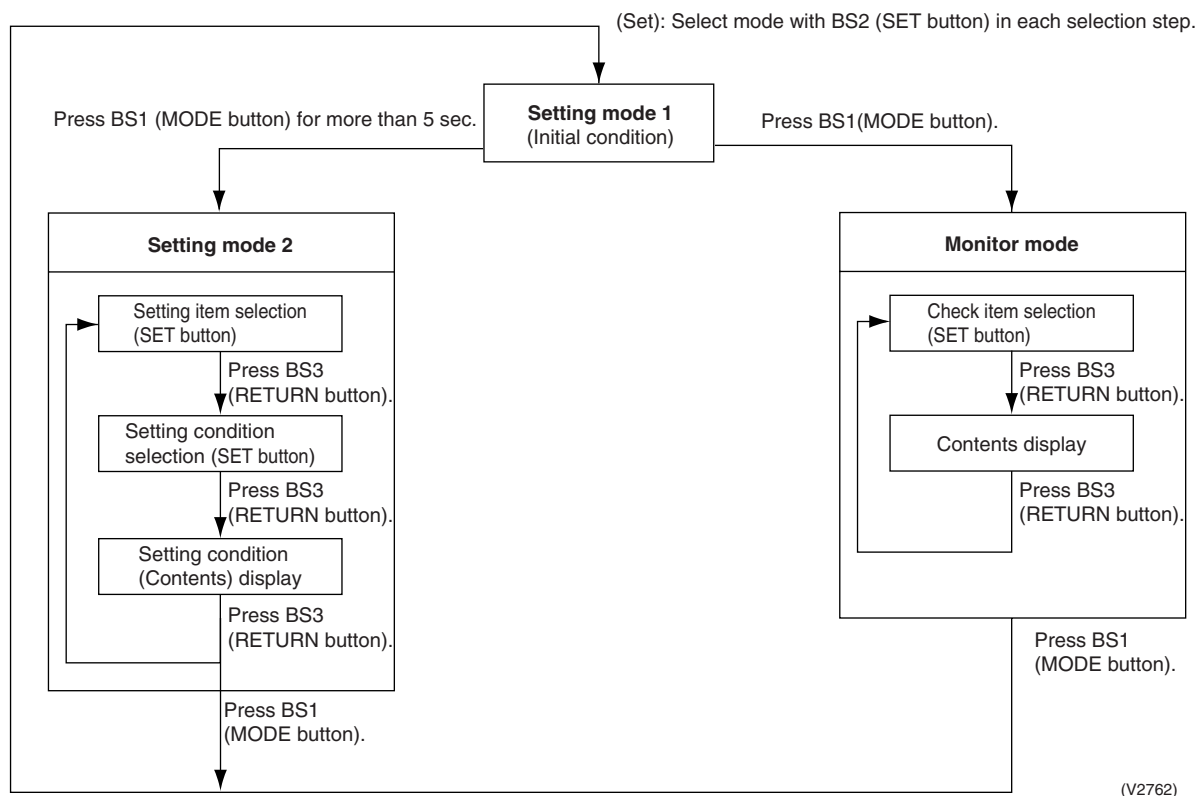 (Set): Select mode with BS2 (SET button) in each selection step.
Setting mode 1
(Initial condition)
Press BS1 (MODE button) for more than 5 sec.
Press BS1(MODE button).
Setting mode 2
Setting item selection
(SET button)
Press BS3
(RETURN button).
Setting condition
selection (SET button)
Press BS3
(RETURN button).
Setting condition
(Contents) display
Press BS3
(RETURN button).
Press BS1
(MODE button).
Monitor mode
Check item selection
(SET button)
Press BS3
(RETURN button).
Contents display
Press BS3
(RETURN button).
Press BS1
(MODE button).
(V2762)